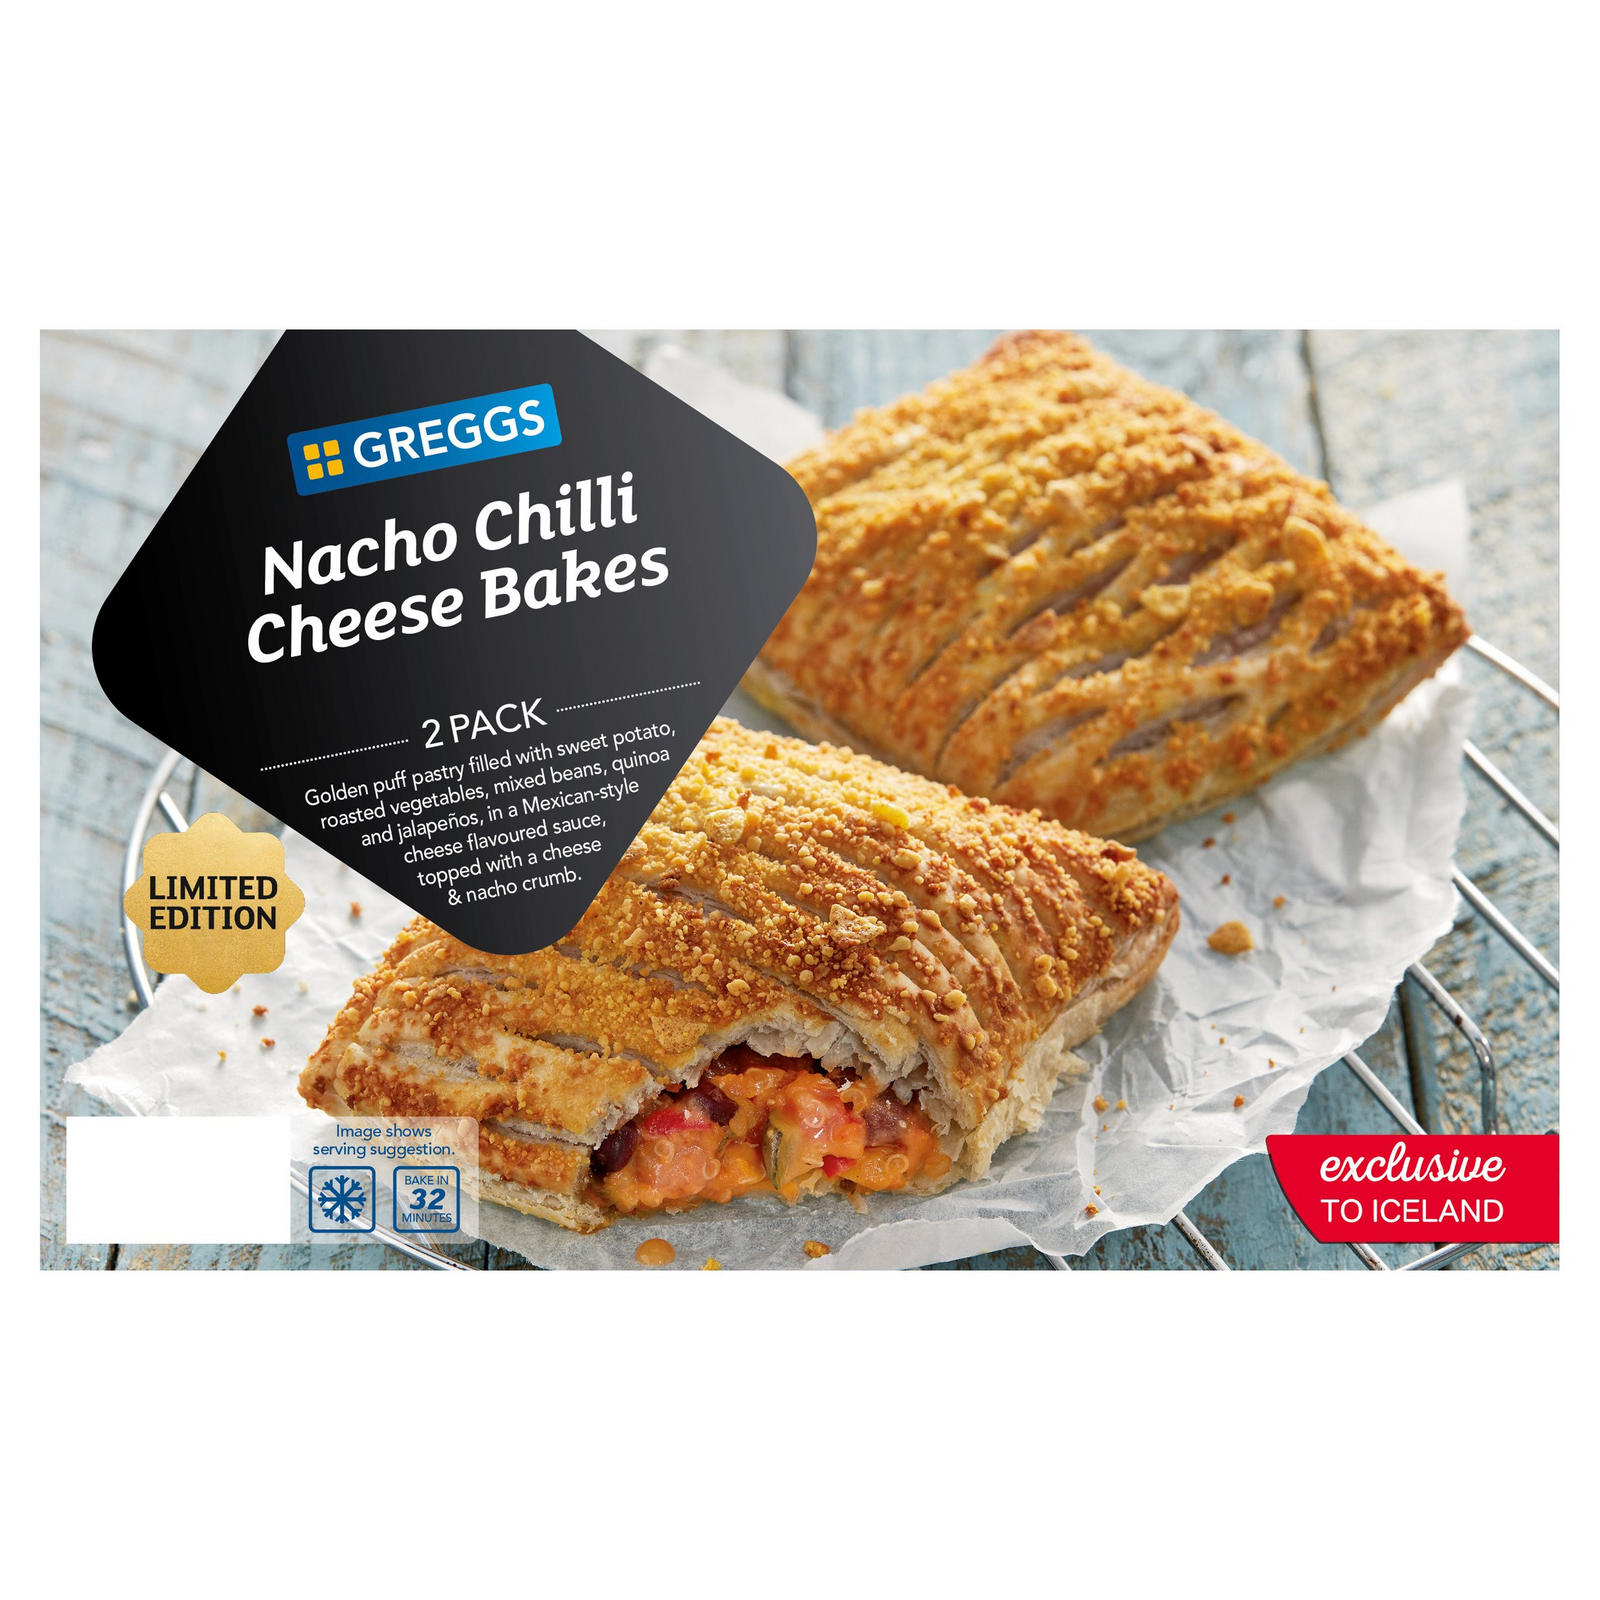 GREGGS
Nacho Chilli
Cheese Bakes
2 PACK
Golden puff pastry filled with sweet potato,
roasted vegetables, mixed beans, quinoa
and jalapeños, in a Mexican-style
cheese flavoured sauce,
topped with a cheese
& nacho crumb.
LIMITED
EDITION
Image shows
serving suggestion.
BAKE IN
32
MINUTES
exclusive
TO ICELAND